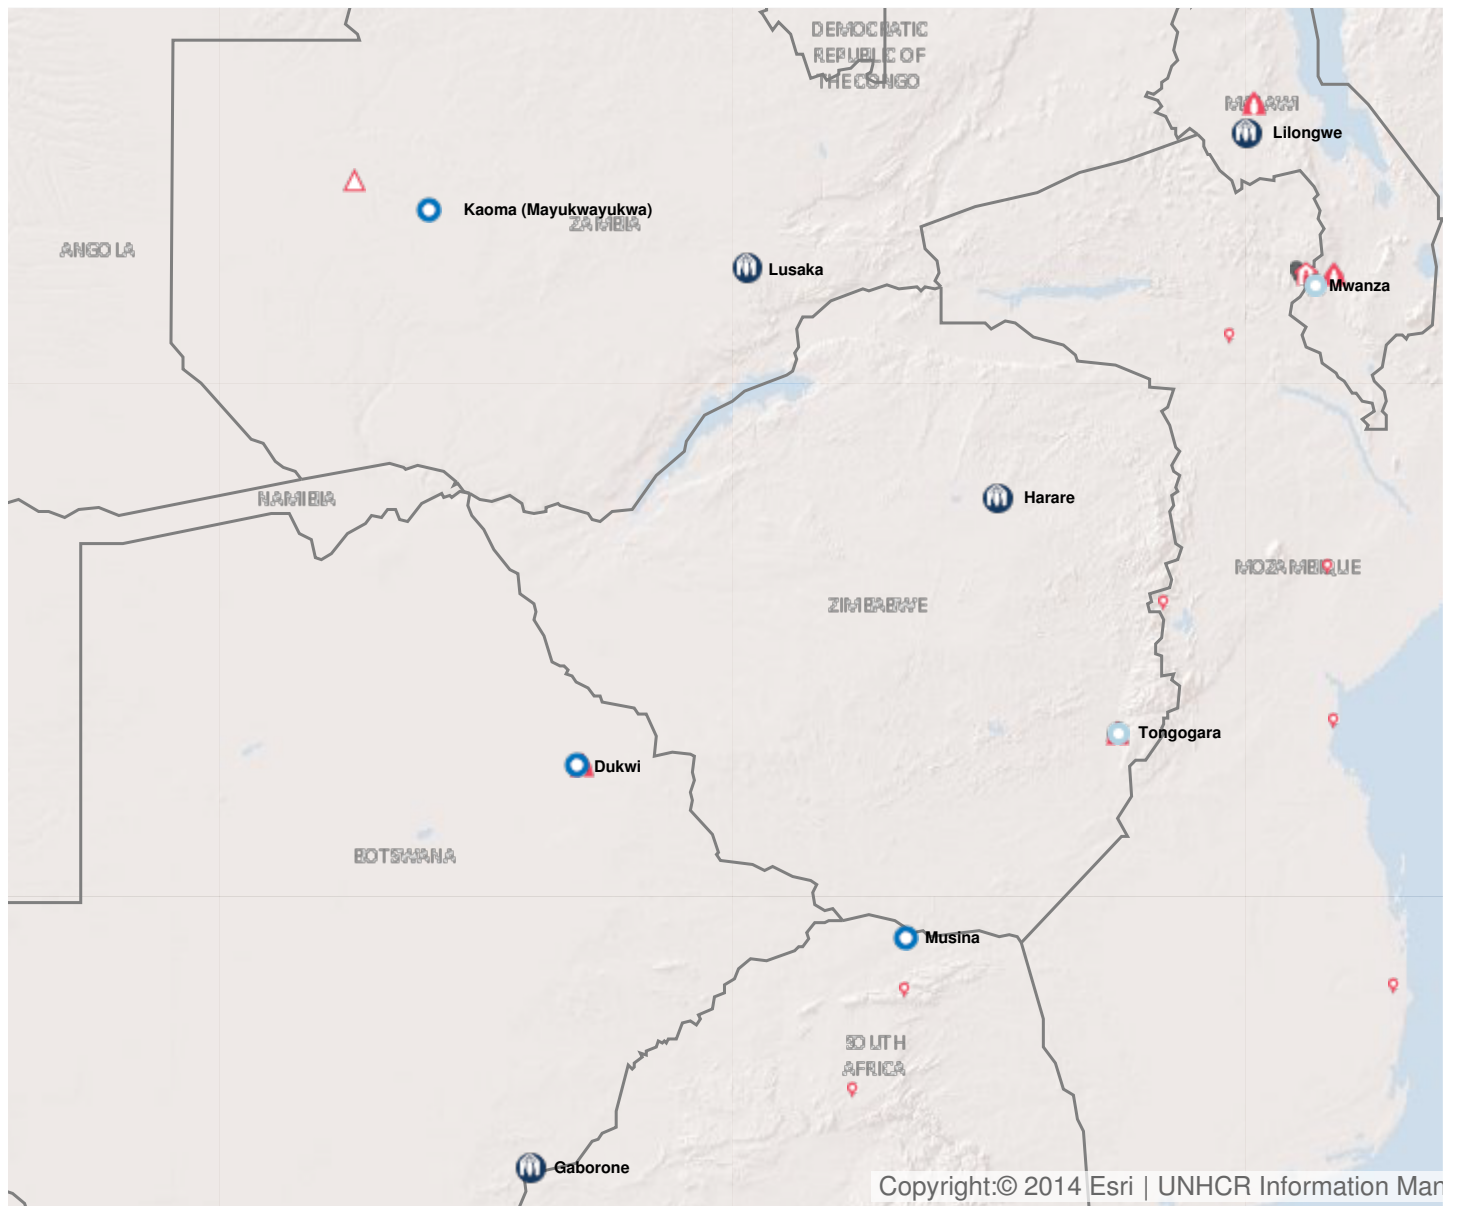 DEMOCRATIC
REPUBLIC OF
THE CONGO
MALAWI
Lilongwe
Kaoma (Mayukwayukwa)
ZAMBIA
ANGOLA
Lusaka
Mwanza
NAMIBIA
Harare
MOZAMBIQUE
ZIMBABWE
Tongogara
Dukwi
BOTSWANA
Musina
SOUTH
AFRICA
Gaborone
Copyright:© 2014 Esri | UNHCR Information Man